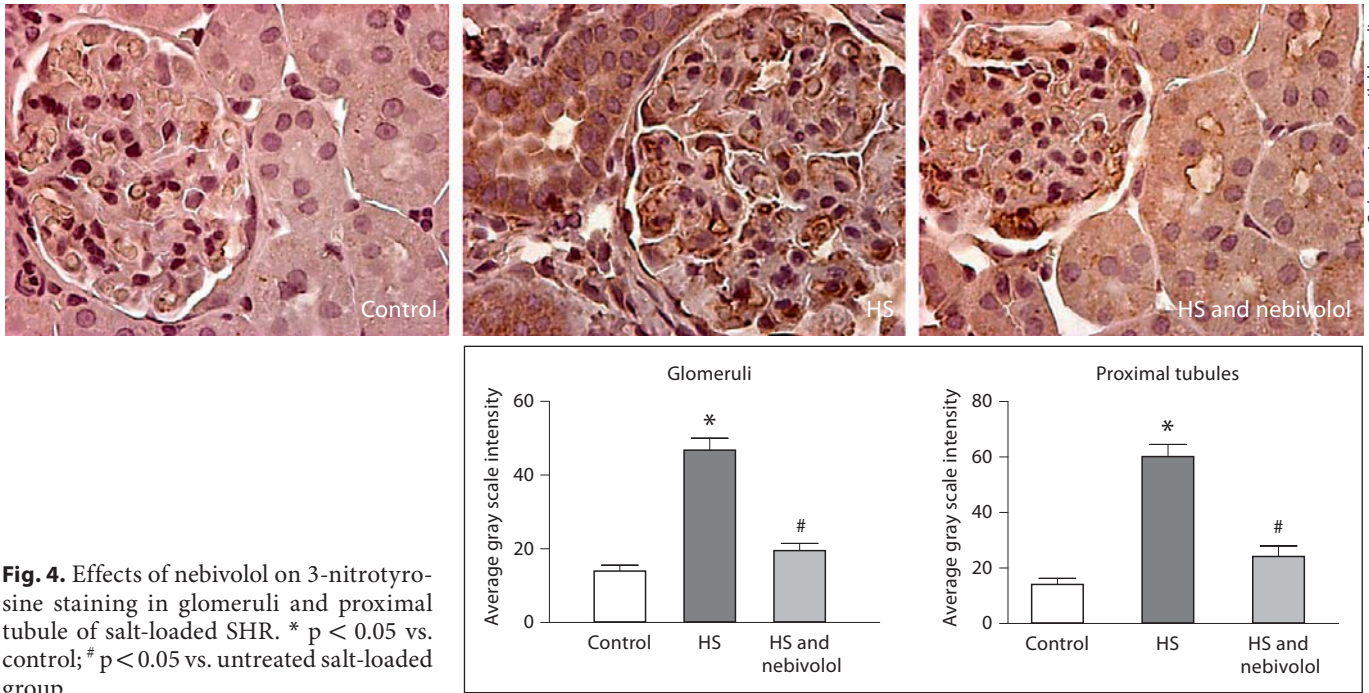 Control
HS
HS and nebivolol
Glomeruli
Average gray scale intensity
60
40
20
0
*
#
Control
HS
HS and
nebivolol
Proximal tubules
Average gray scale intensity
80
60
40
20
0
*
#
Control
HS
HS and
nebivolol
Fig. 4. Effects of nebivolol on 3-nitrotyro-
sine staining in glomeruli and proximal
tubule of salt-loaded SHR. * p < 0.05 vs.
control; # p < 0.05 vs. untreated salt-loaded
group.